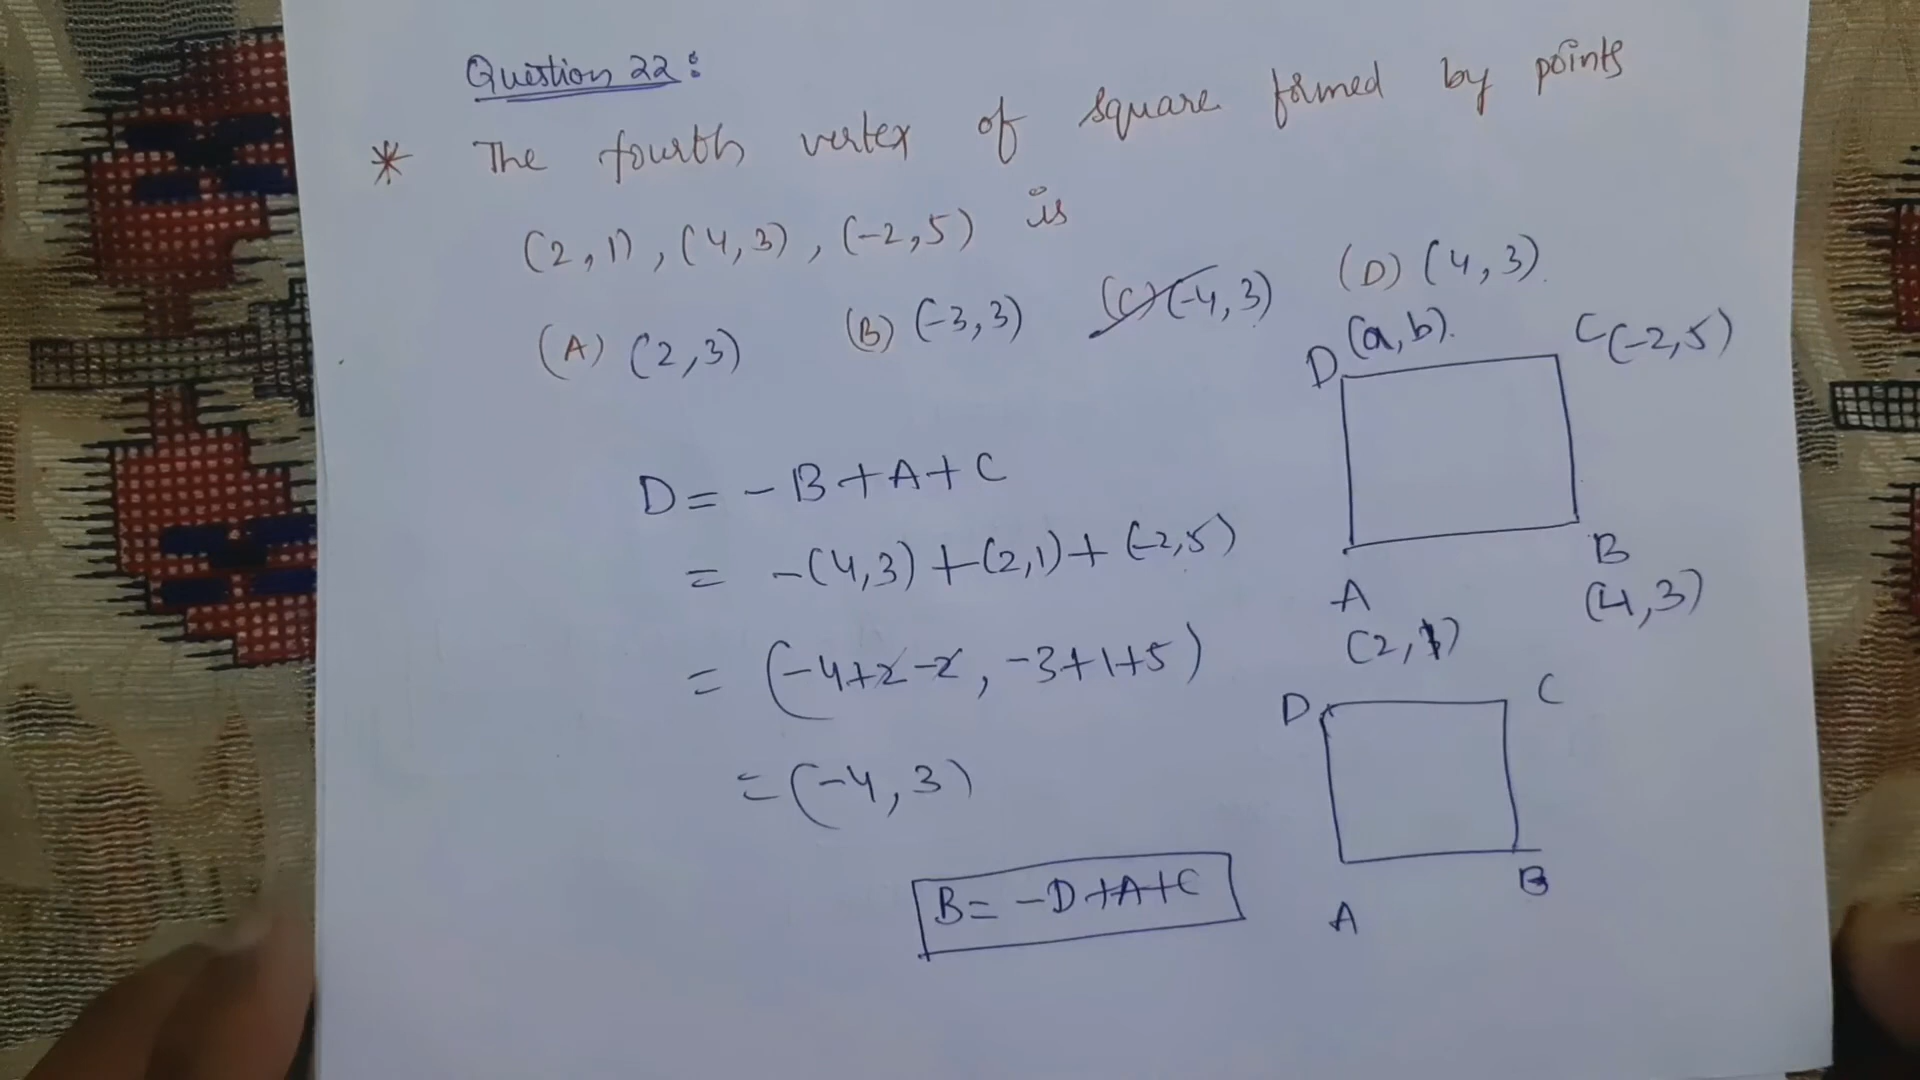 Question 22:
* The fourth vertex of square formed by points
(2,1), (4,3), (-2,5) is
(A) (2,3) (B) (-3,3) (C) (-4,3) (D) (4,3).
D (a,b). C (-2,5)
D = -B+A+C
= -(4,3)+(2,1)+(-2,5)
B
(4,3)
A
(2,1)
= (-4+2-2, -3+1+5)
D C
= (-4,3)
B = -D+A+C
B
A